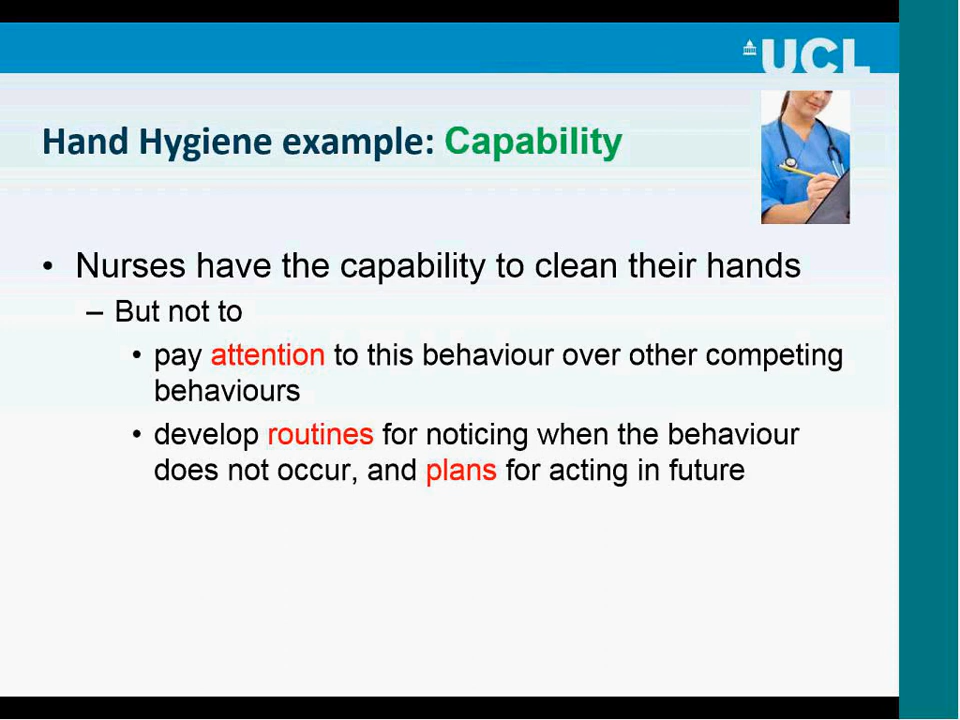 UCL
Hand Hygiene example: Capability
• Nurses have the capability to clean their hands
– But not to
• pay attention to this behaviour over other competing
behaviours
• develop routines for noticing when the behaviour
does not occur, and plans for acting in future